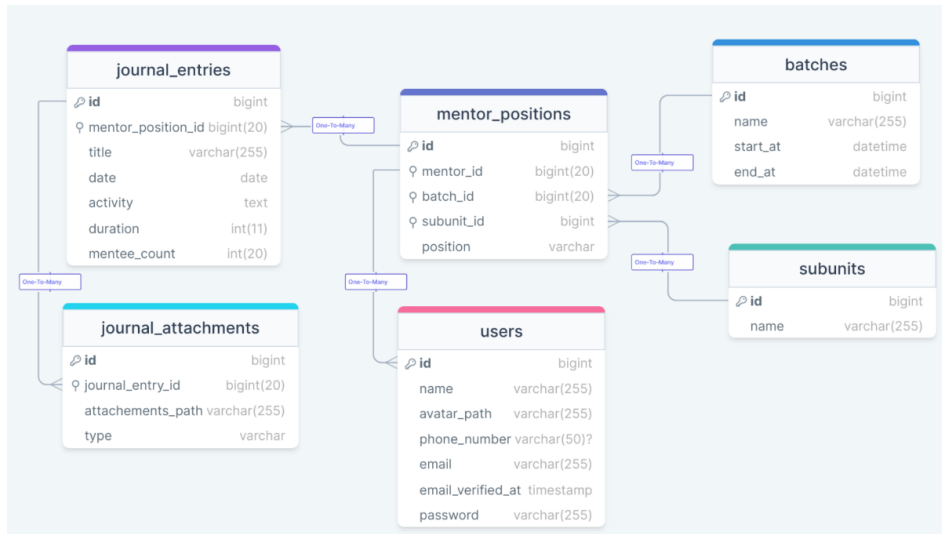 journal_entries
id bigint
mentor_position_id bigint(20)
title varchar(255)
date date
activity text
duration int(11)
mentee_count int(20)
One-To-Many
mentor_positions
id bigint
mentor_id bigint(20)
batch_id bigint(20)
subunit_id bigint
position varchar
batches
id bigint
name varchar(255)
start_at datetime
end_at datetime
One-To-Many
One-To-Many
subunits
id bigint
name varchar(255)
One-To-Many
One-To-Many
journal_attachments
id bigint
journal_entry_id bigint(20)
attachements_path varchar(255)
type varchar
users
id bigint
name varchar(255)
avatar_path varchar(255)
phone_number varchar(50)?
email varchar(255)
email_verified_at timestamp
password varchar(255)